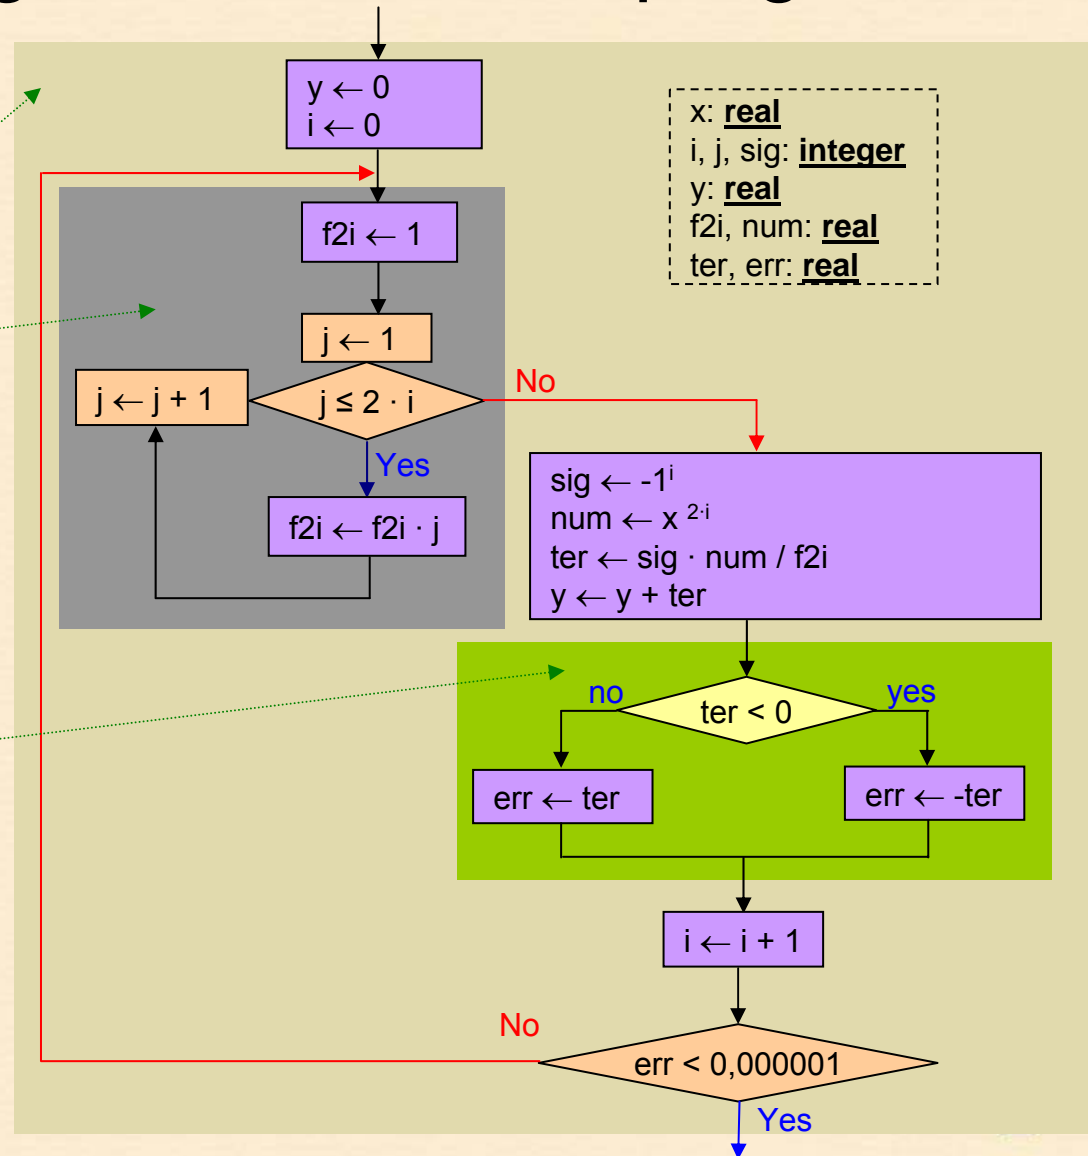 y ← 0
i ← 0
x: real
i, j, sig: integer
y: real
f2i, num: real
ter, err: real
f2i ← 1
j ← 1
j ← j + 1
j ≤ 2 · i
No
Yes
f2i ← f2i · j
sig ← -1ⁱ
num ← x ²·ⁱ
ter ← sig · num / f2i
y ← y + ter
no
ter < 0
yes
err ← ter
err ← -ter
i ← i + 1
No
err < 0,000001
Yes